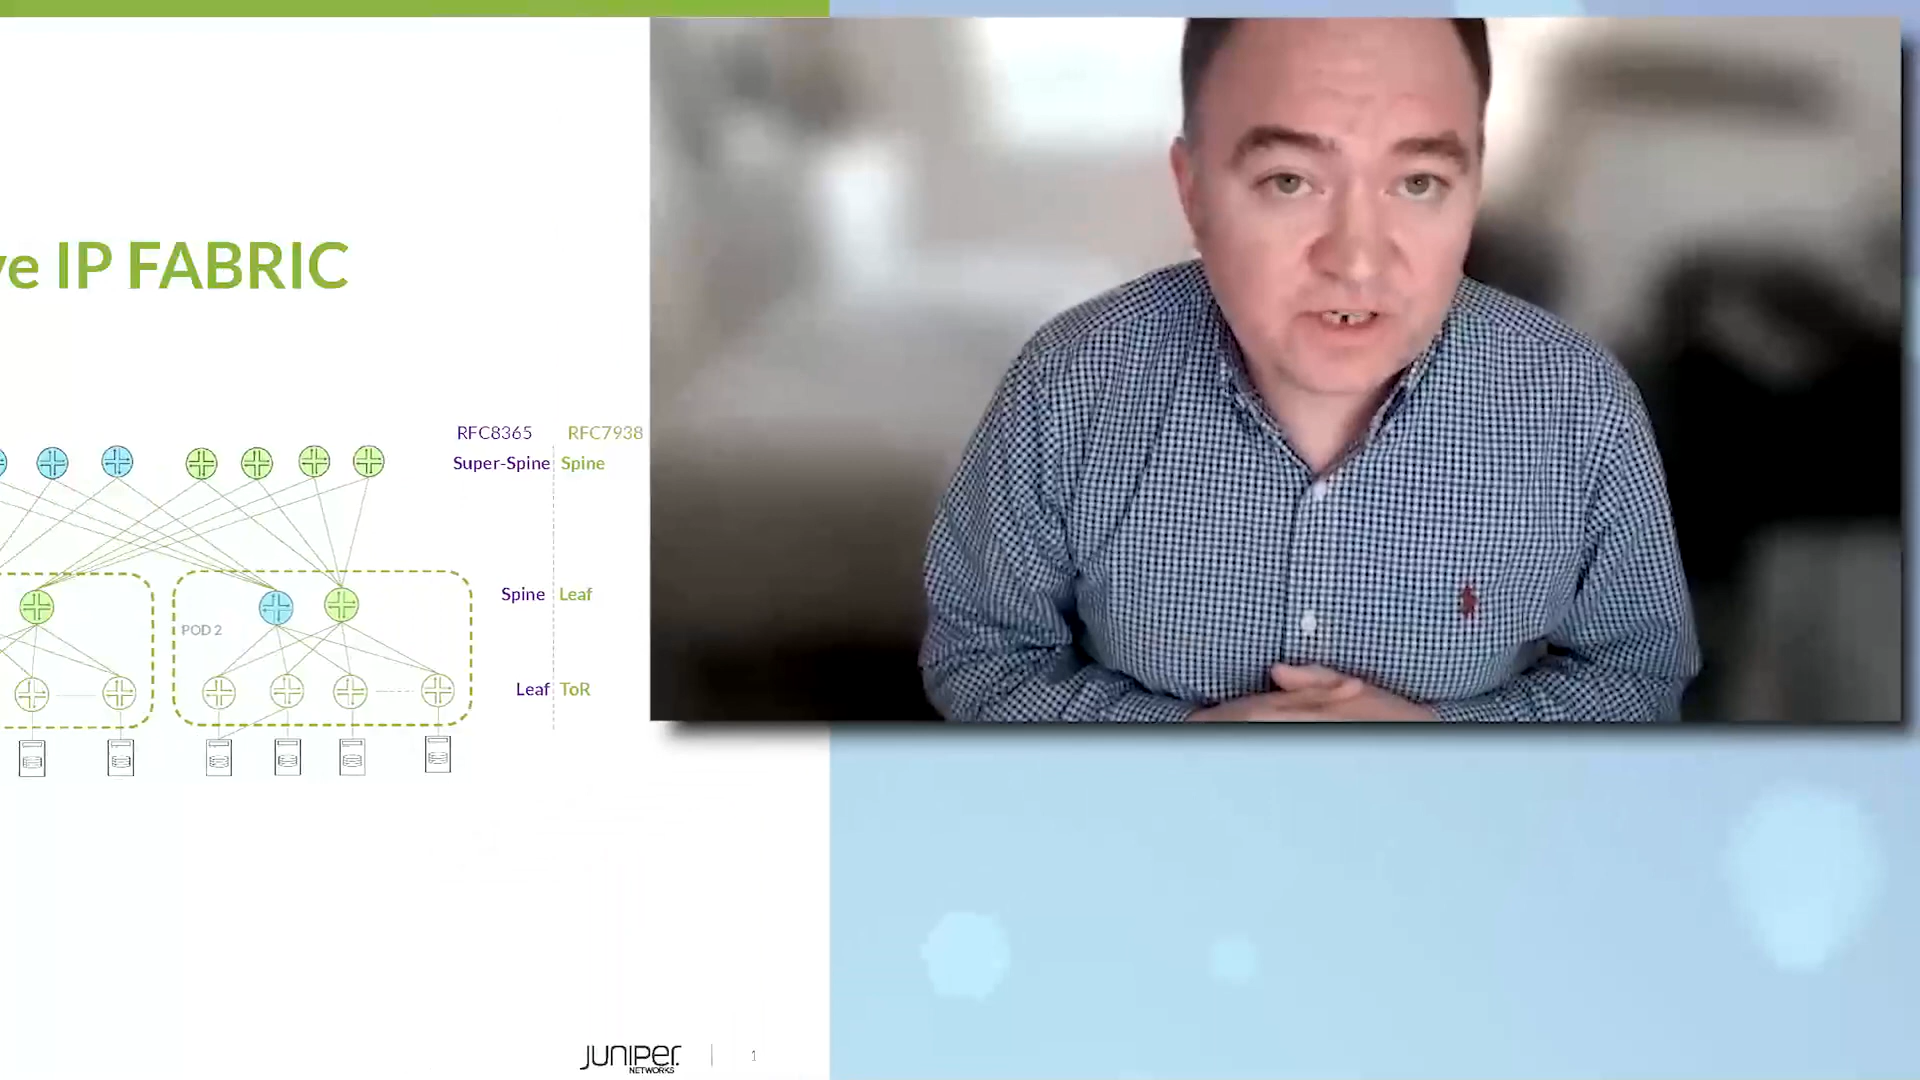 ve IP FABRIC
RFC8365 RFC7938
Super-Spine Spine
Spine Leaf
POD 2
Leaf ToR
JUNIPEr
NETWORKS
1